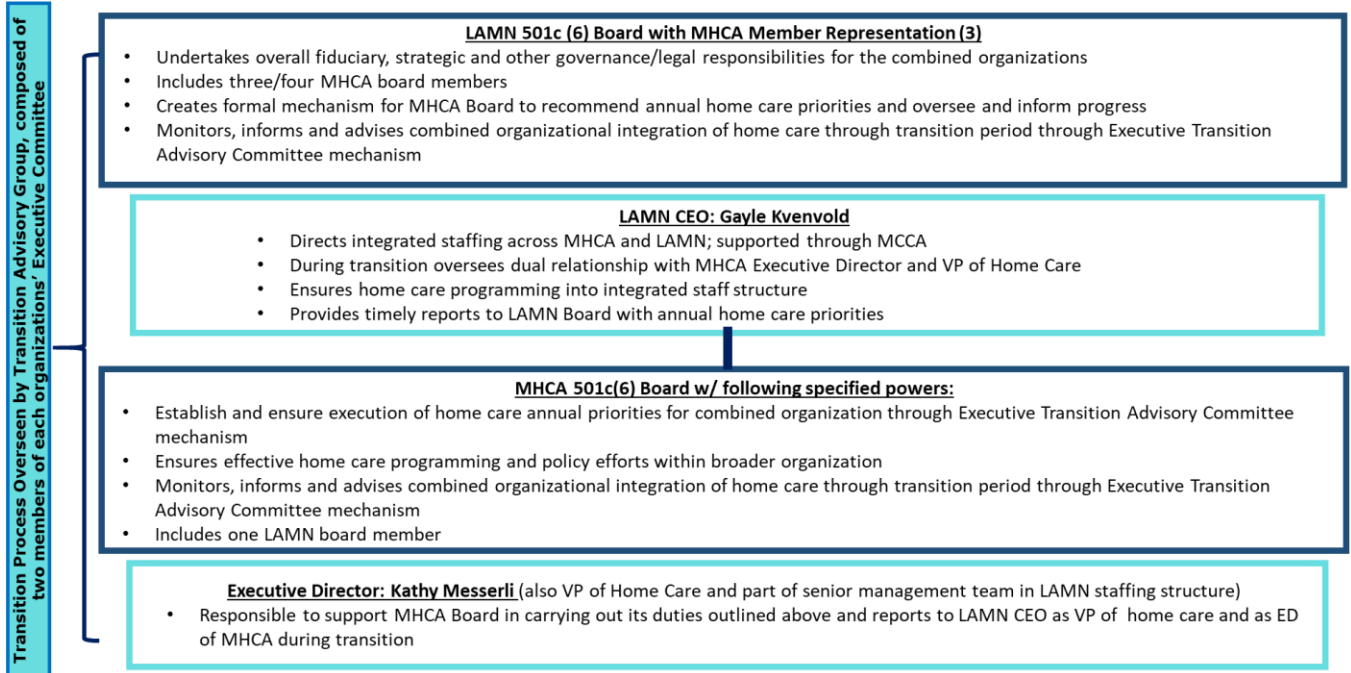 Transition Process Overseen by Transition Advisory Group, composed of
two members of each organizations’ Executive Committee
LAMN 501c (6) Board with MHCA Member Representation (3)
• Undertakes overall fiduciary, strategic and other governance/legal responsibilities for the combined organizations
• Includes three/four MHCA board members
• Creates formal mechanism for MHCA Board to recommend annual home care priorities and oversee and inform progress
• Monitors, informs and advises combined organizational integration of home care through transition period through Executive Transition
Advisory Committee mechanism
LAMN CEO: Gayle Kvenvold
• Directs integrated staffing across MHCA and LAMN; supported through MCCA
• During transition oversees dual relationship with MHCA Executive Director and VP of Home Care
• Ensures home care programming into integrated staff structure
• Provides timely reports to LAMN Board with annual home care priorities
MHCA 501c(6) Board w/ following specified powers:
• Establish and ensure execution of home care annual priorities for combined organization through Executive Transition Advisory Committee
mechanism
• Ensures effective home care programming and policy efforts within broader organization
• Monitors, informs and advises combined organizational integration of home care through transition period through Executive Transition
Advisory Committee mechanism
• Includes one LAMN board member
Executive Director: Kathy Messerli (also VP of Home Care and part of senior management team in LAMN staffing structure)
• Responsible to support MHCA Board in carrying out its duties outlined above and reports to LAMN CEO as VP of home care and as ED
of MHCA during transition